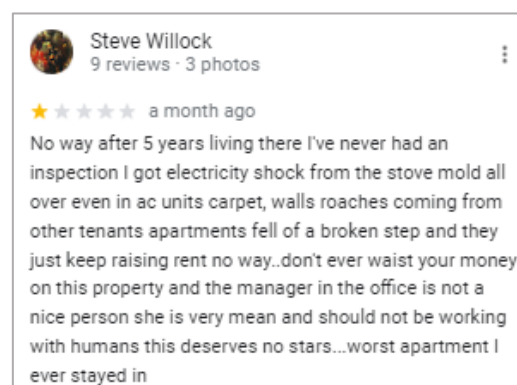 Steve Willock
9 reviews · 3 photos
a month ago
No way after 5 years living there I've never had an
inspection I got electricity shock from the stove mold all
over even in ac units carpet, walls roaches coming from
other tenants apartments fell of a broken step and they
just keep raising rent no way..don't ever waist your money
on this property and the manager in the office is not a
nice person she is very mean and should not be working
with humans this deserves no stars...worst apartment I
ever stayed in